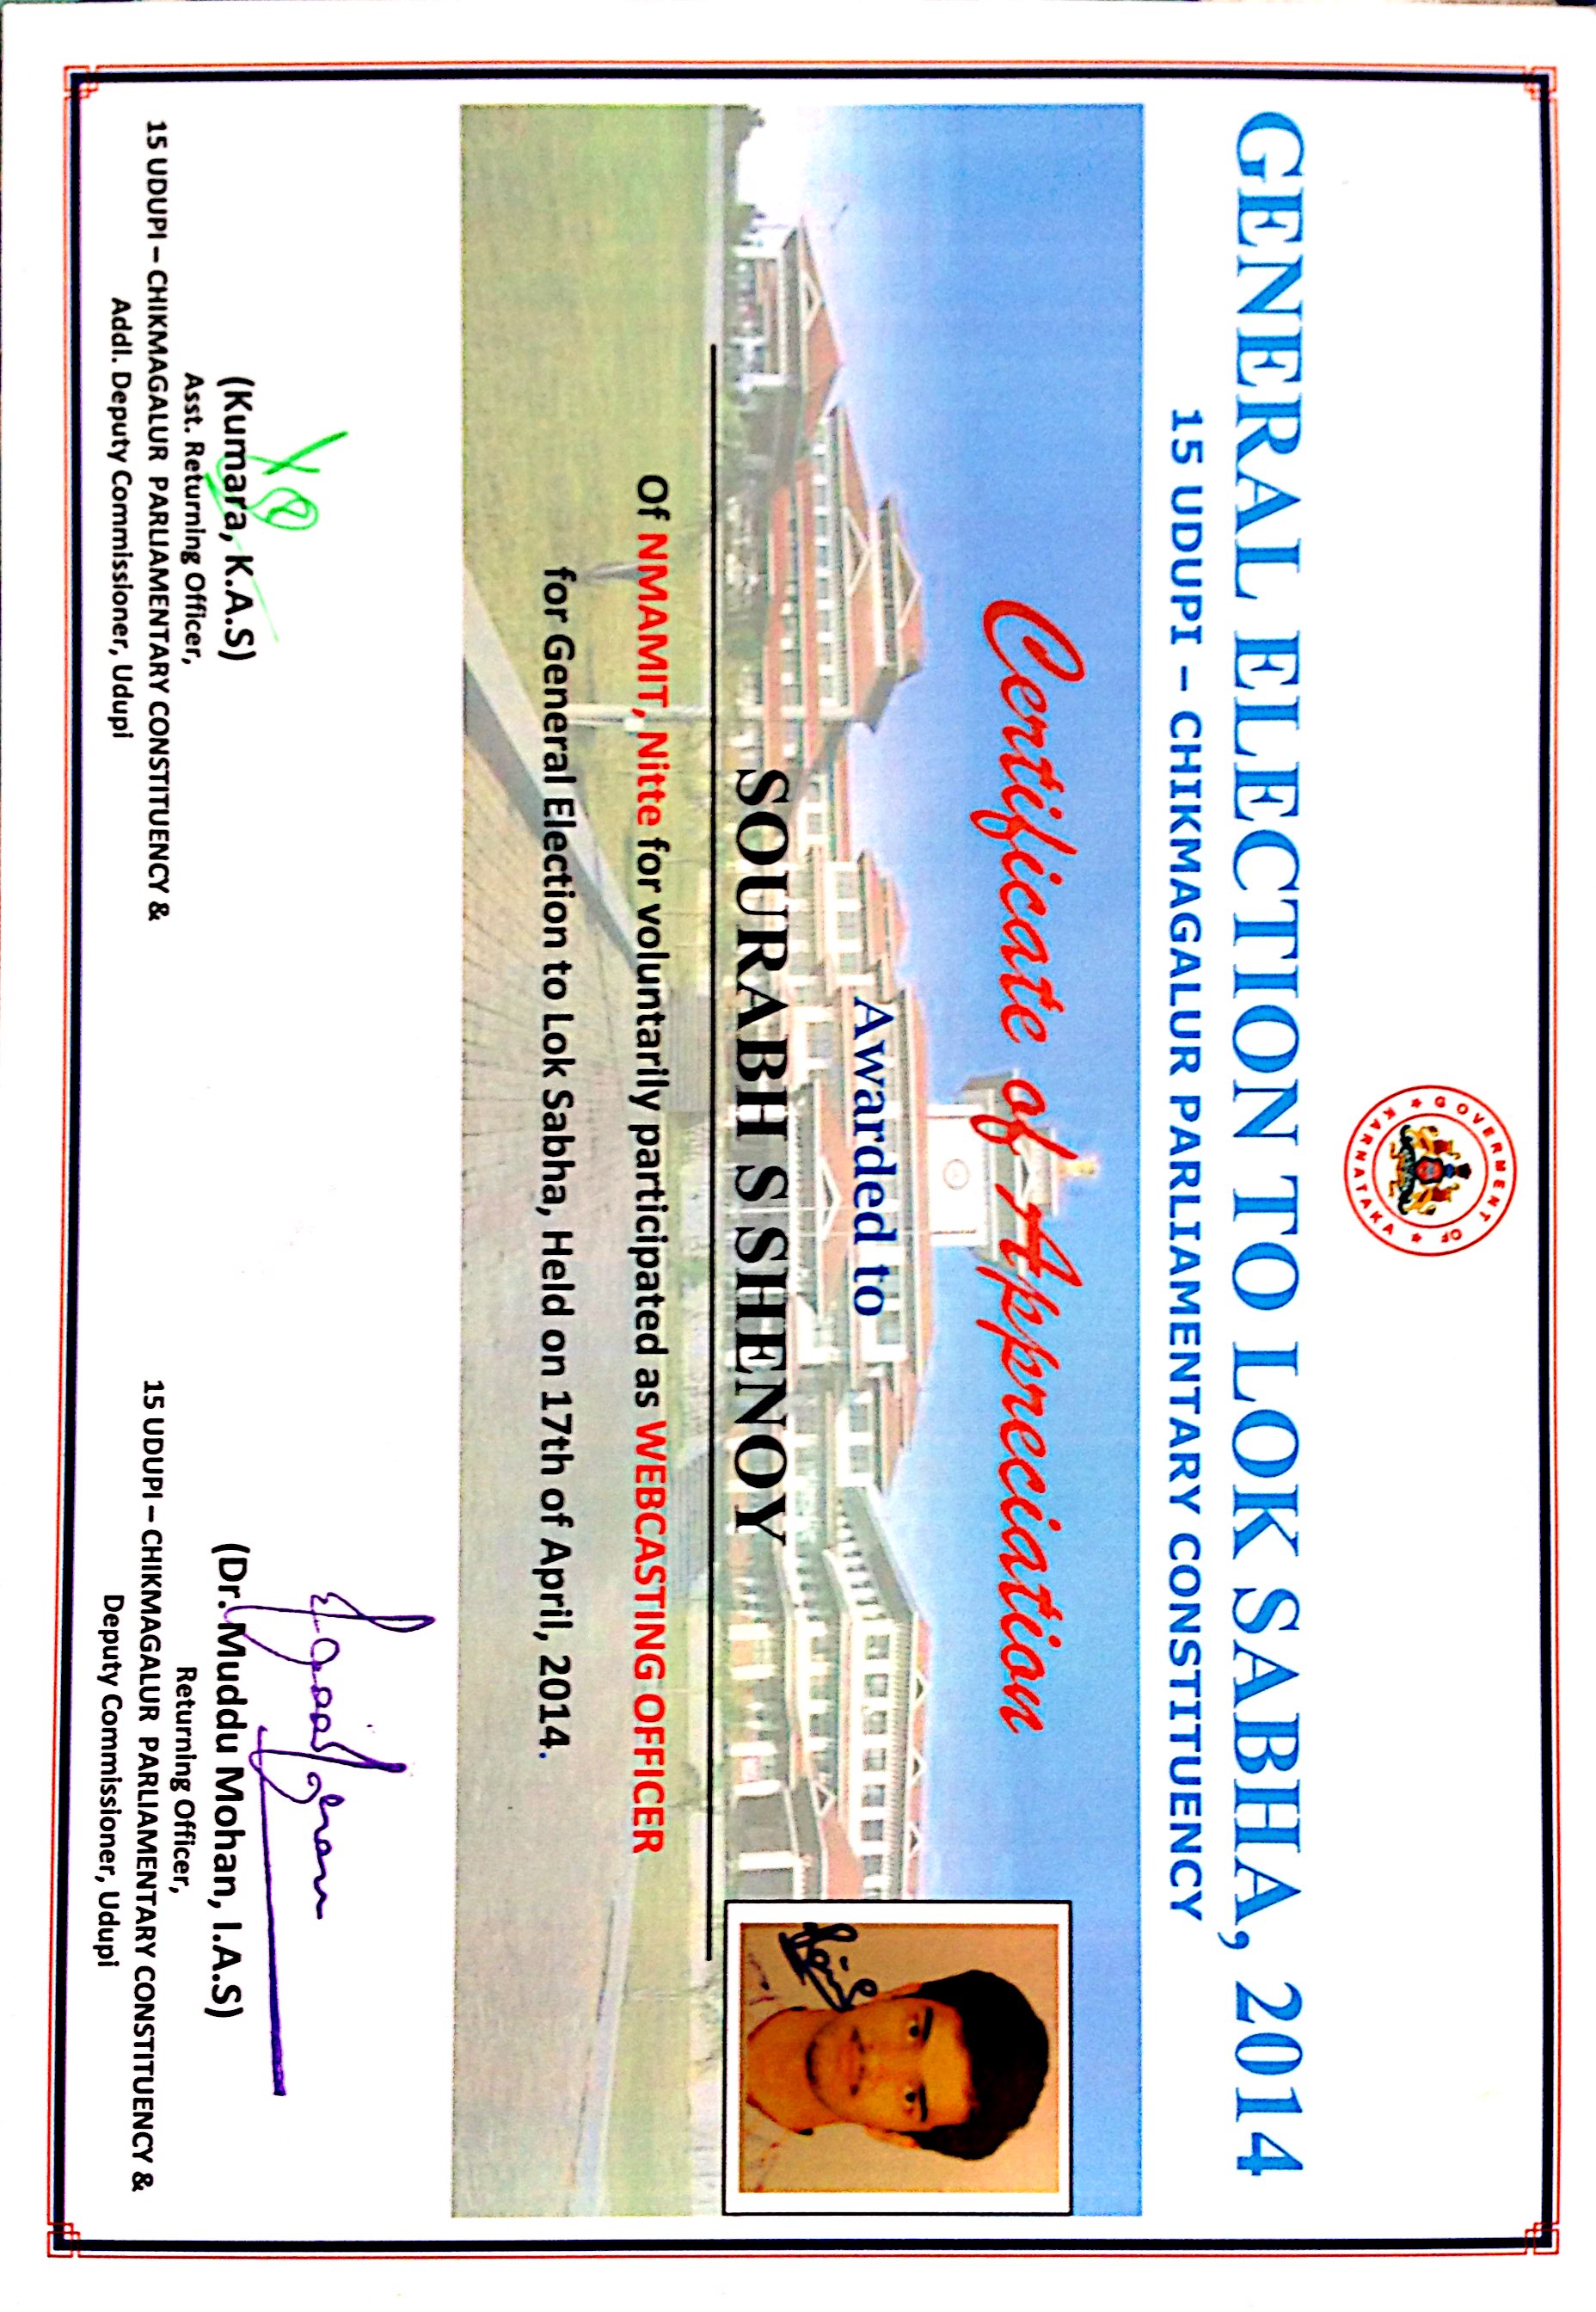 GOVERMENT OF
KARNATAKA
GENERAL ELECTION TO LOK SABHA, 2014
15 UDUPI – CHIKMAGALUR PARLIAMENTARY CONSTITUENCY
Certificate of Appreciation
Awarded to
SOURABH S SHENOY
Of NMAMIT, Nitte for voluntarily participated as WEBCASTING OFFICER
for General Election to Lok Sabha, Held on 17th of April, 2014.
(Kumara, K.A.S)
Asst. Returning Officer,
15 UDUPI – CHIKMAGALUR PARLIAMENTARY CONSTITUENCY &
Addl. Deputy Commissioner, Udupi
(Dr. Muddu Mohan, I.A.S)
Returning Officer,
15 UDUPI – CHIKMAGALUR PARLIAMENTARY CONSTITUENCY &
Deputy Commissioner, Udupi